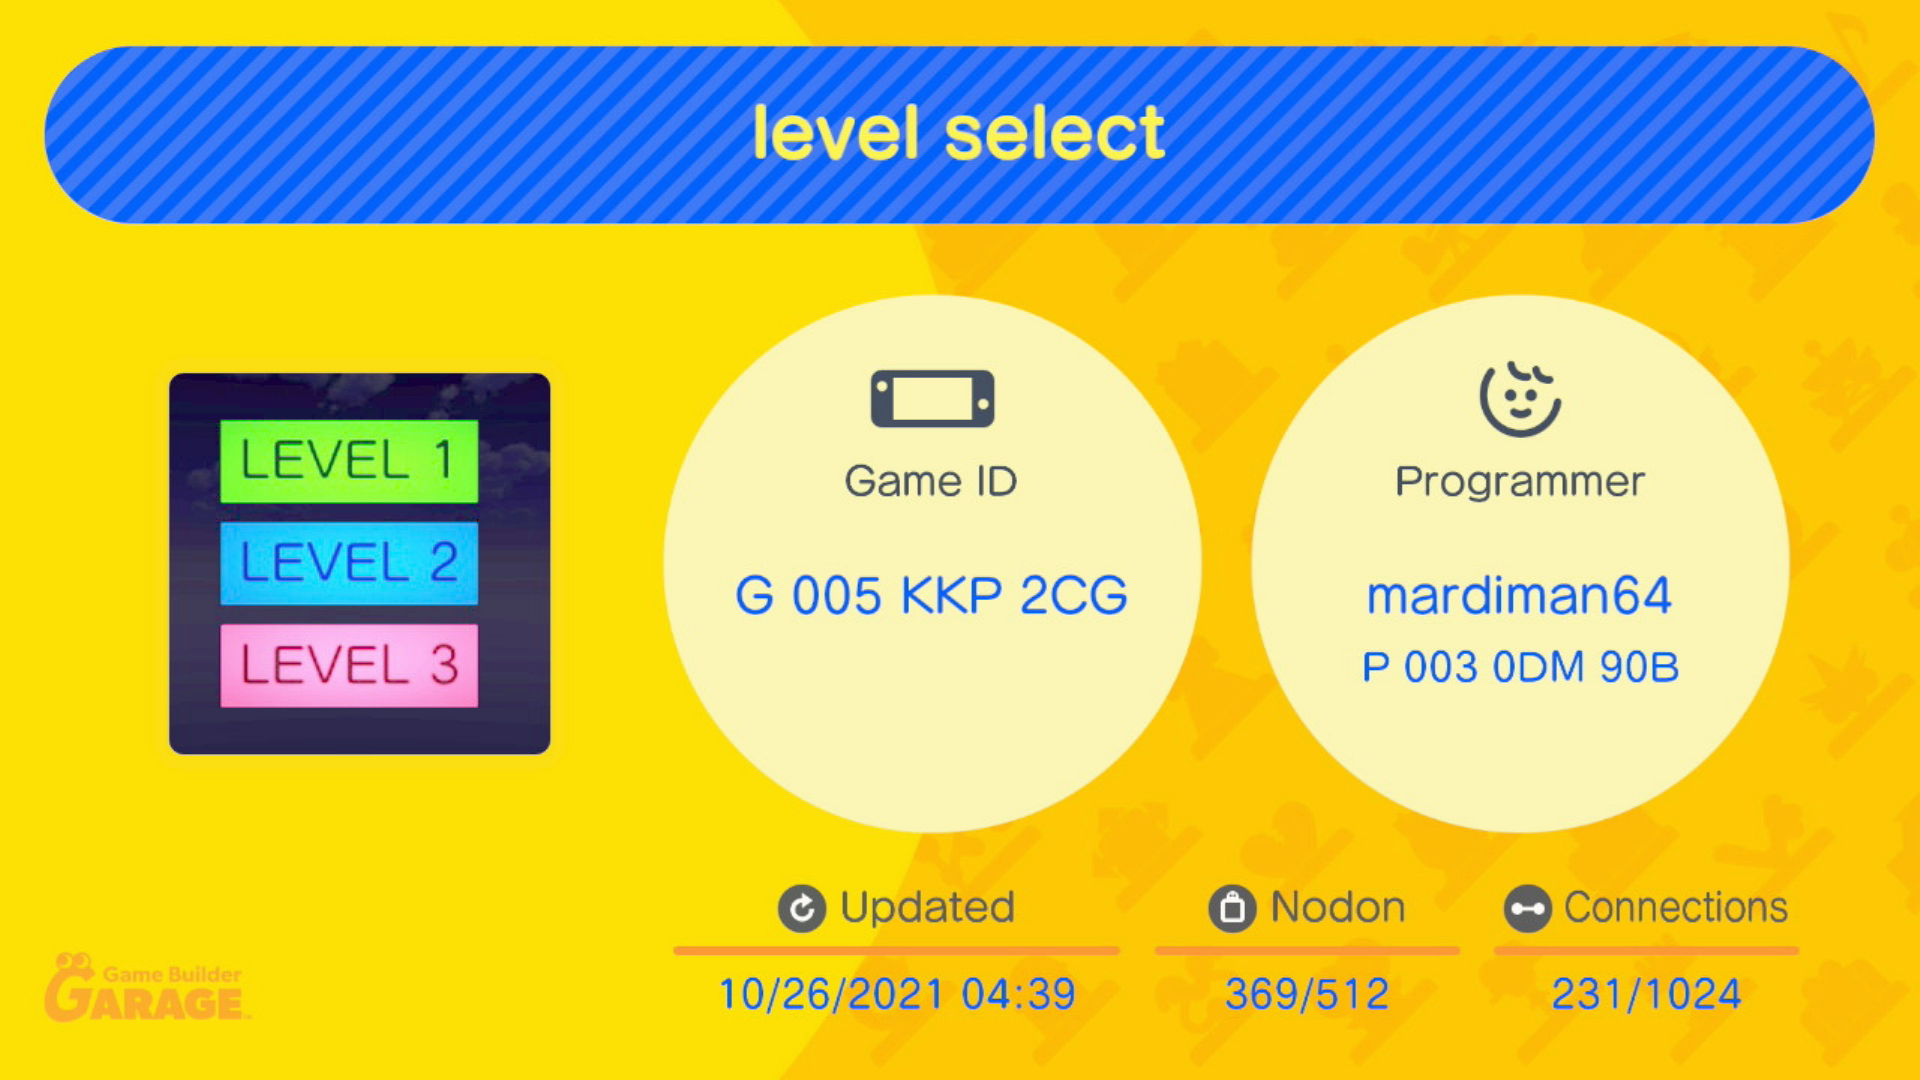 level select
LEVEL 1
LEVEL 2
LEVEL 3
Game ID
G 005 KKP 2CG
Programmer
mardiman64
P 003 0DM 90B
Updated
10/26/2021 04:39
Nodon
369/512
Connections
231/1024
Game Builder
GARAGE